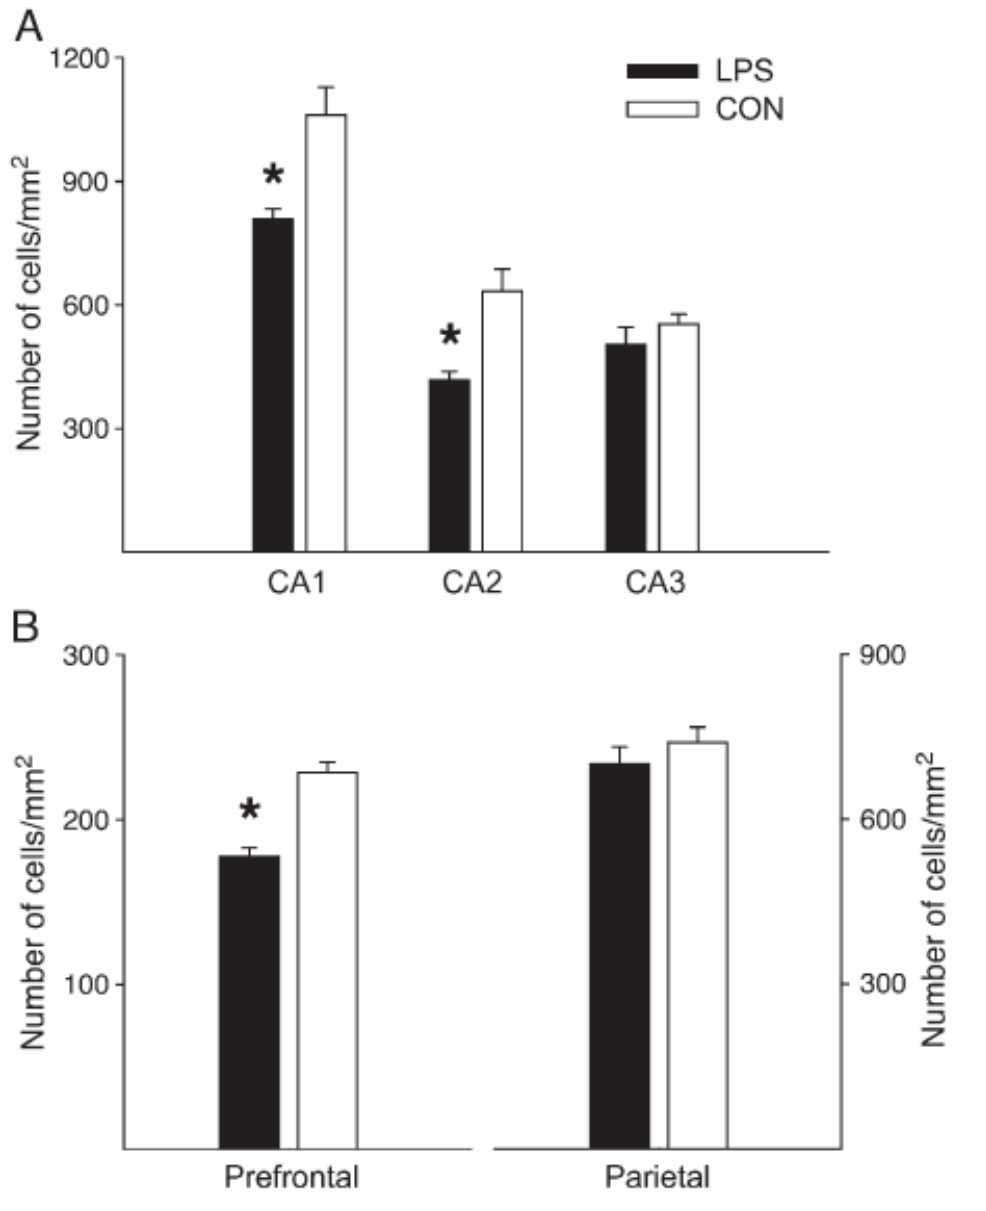 A
1200
900
600
300
Number of cells/mm²
LPS
CON
*
*
CA1 CA2 CA3
B
300
200
100
Number of cells/mm²
*
900
600
300
Number of cells/mm²
Prefrontal Parietal